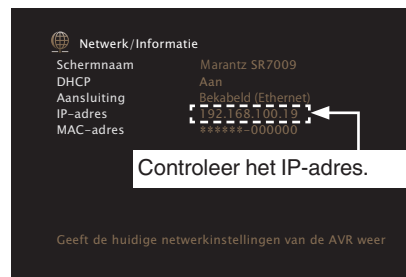 Netwerk/Informatie
Schermnaam Marantz SR7009
DHCP Aan
Aansluiting Bekabeld (Ethernet)
IP-adres 192.168.100.19
MAC-adres ******-000000
Controleer het IP-adres.
Geeft de huidige netwerkinstellingen van de AVR weer